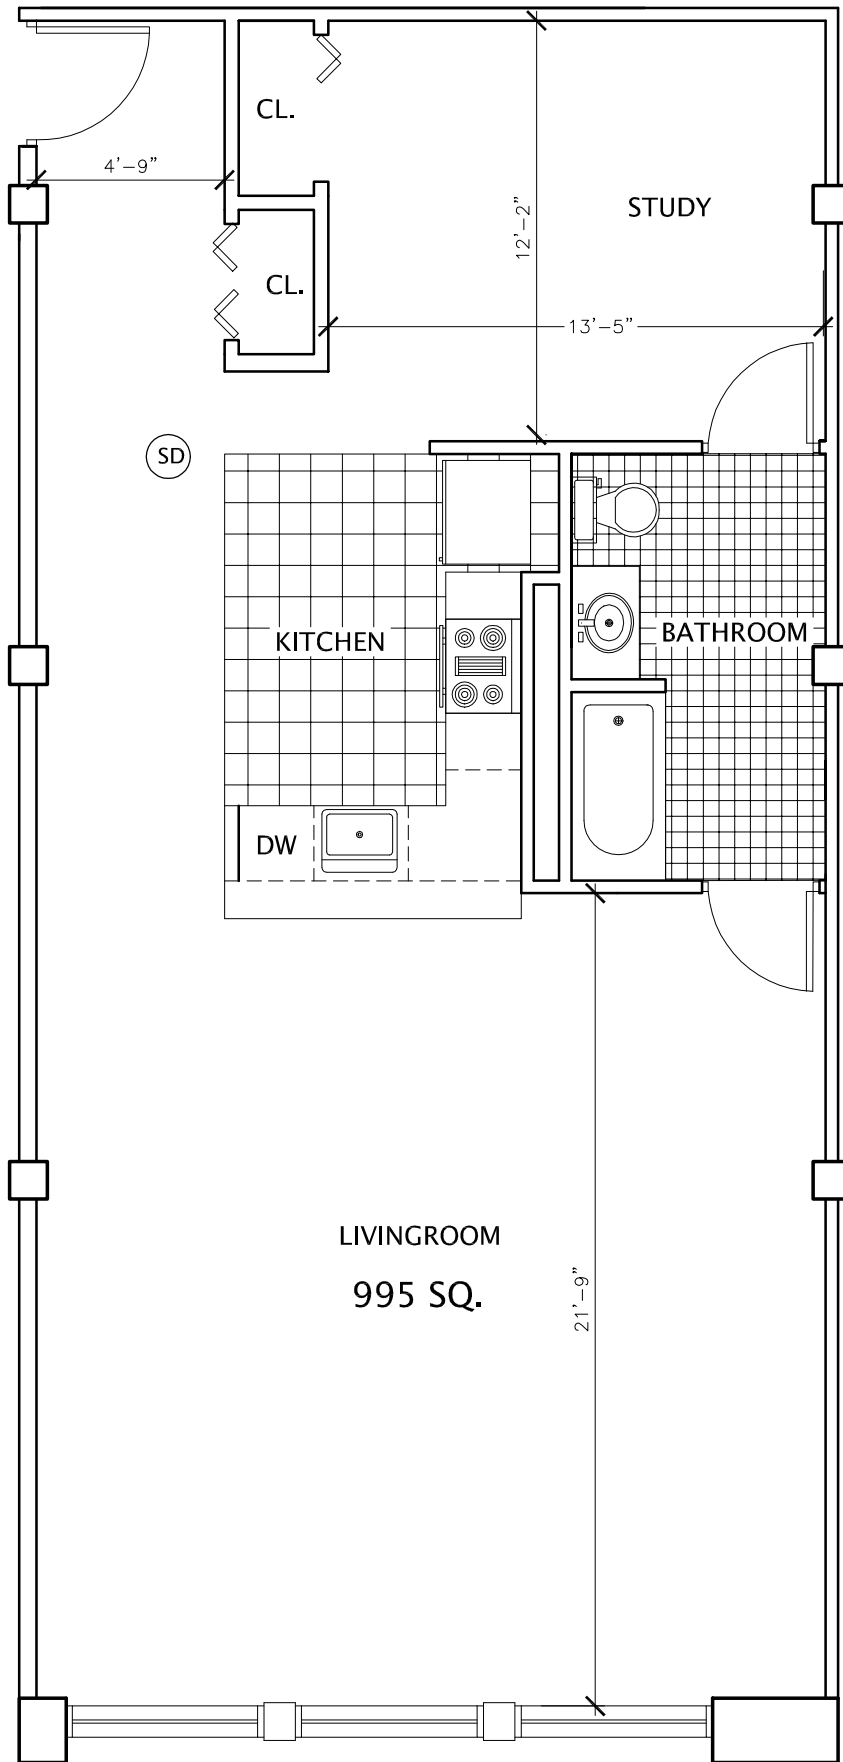 CL.
4'-9"
STUDY
12'-2"
CL.
13'-5"
SD
KITCHEN
BATHROOM
DW
LIVINGROOM
995 SQ.
21'-9"